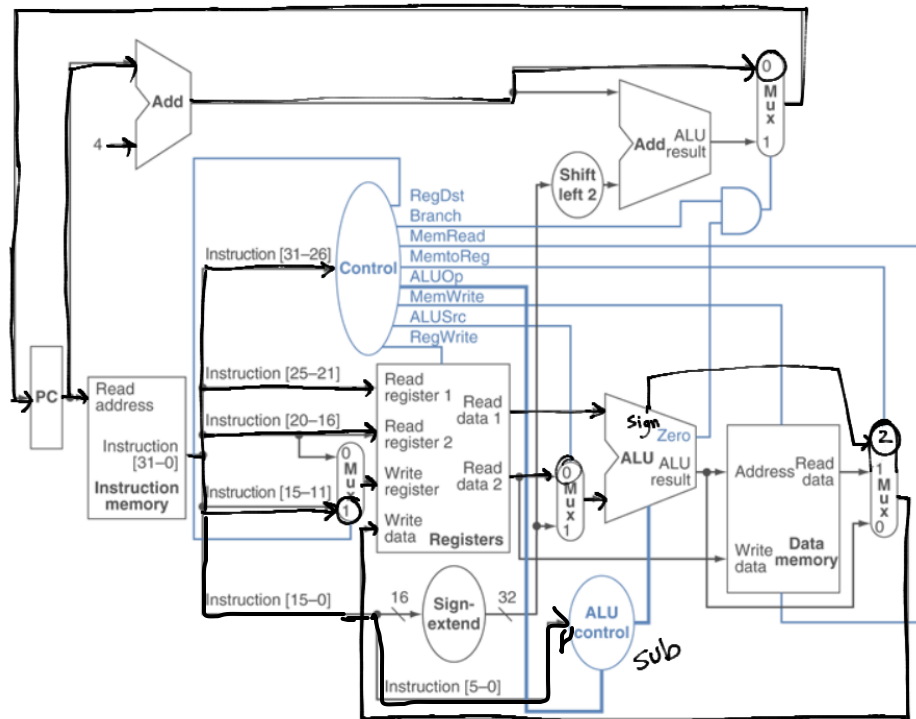 0
M
u
x
1
Add
4
Add ALU
result
Shift
left 2
RegDst
Branch
MemRead
MemtoReg
ALUOp
MemWrite
ALUSrc
RegWrite
Control
Instruction [31–26]
Instruction [25–21]
Instruction [20–16]
Instruction [15–11]
Instruction [15–0]
Instruction [5–0]
PC
Read
address
Instruction
[31–0]
Instruction
memory
0
M
u
x
1
Read
register 1
Read
register 2
Write
register
Write
data
Read
data 1
Read
data 2
Registers
0
M
u
x
1
Sign
Zero
ALU
ALU
result
Address
Read
data
Write
data
Data
memory
2
1
M
u
x
0
16
Sign-
extend
32
ALU
control
Sub